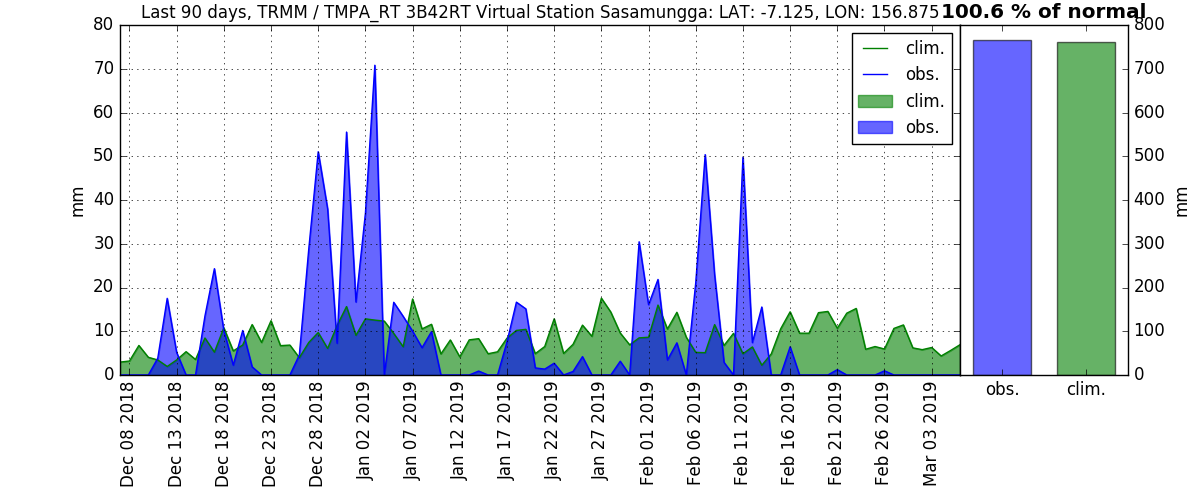 Last 90 days, TRMM / TMPA_RT 3B42RT Virtual Station Sasamungga: LAT: -7.125, LON: 156.875
100.6 % of normal
80
70
60
50
40
30
20
10
0
mm
clim.
obs.
clim.
obs.
Dec 08 2018
Dec 13 2018
Dec 18 2018
Dec 23 2018
Dec 28 2018
Jan 02 2019
Jan 07 2019
Jan 12 2019
Jan 17 2019
Jan 22 2019
Jan 27 2019
Feb 01 2019
Feb 06 2019
Feb 11 2019
Feb 16 2019
Feb 21 2019
Feb 26 2019
Mar 03 2019
800
700
600
500
400
300
200
100
0
mm
obs.
clim.